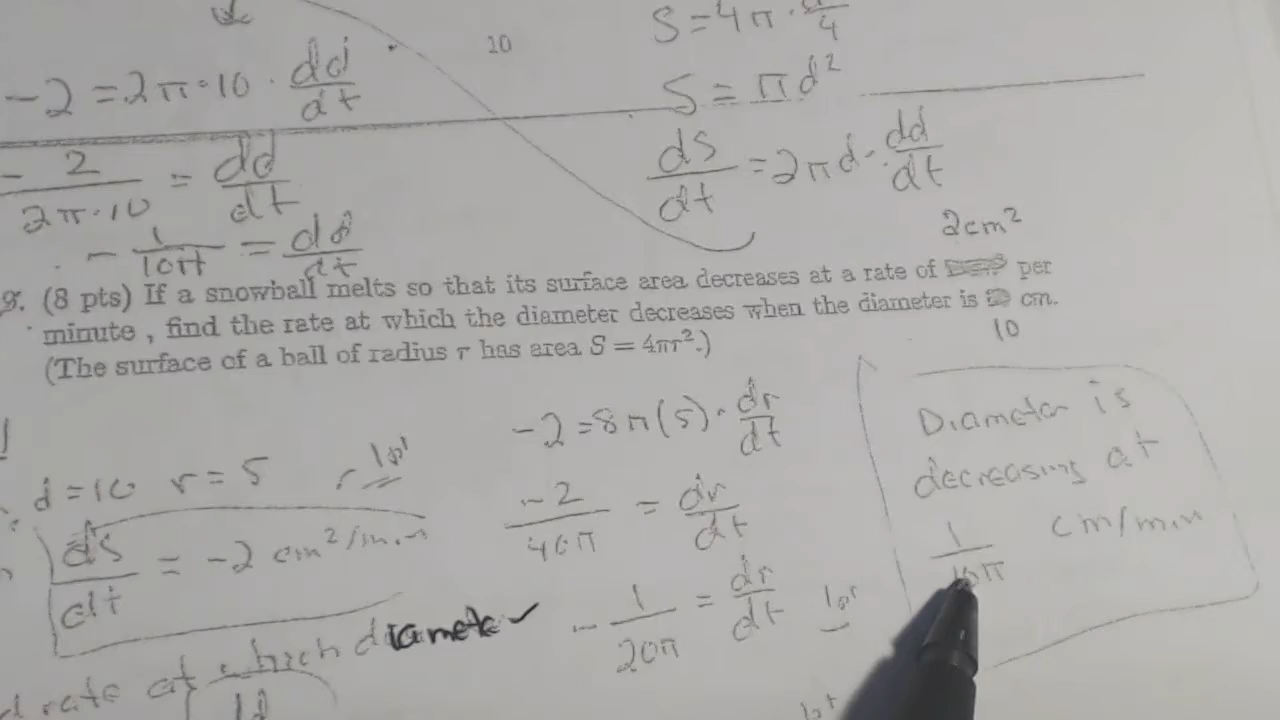 S = 4π ·
4
10
-2 = 2π·10 · dd/dt
S = πd²
- 2/2π·10 = dd/dt
ds/dt = 2πd · dd/dt
- 1/10π = dd/dt
2cm²
9. (8 pts) If a snowball melts so that its surface area decreases at a rate of per
minute , find the rate at which the diameter decreases when the diameter is cm.
10
(The surface of a ball of radius r has area S = 4πr².)
-2 = 8π(5) · dr/dt
d = 10 r = 5
-2/40π = dr/dt
ds/dt = -2 cm²/min
- 1/20π = dr/dt
Diameter is
decreasing at
1/10π cm/min
rate at which diameter